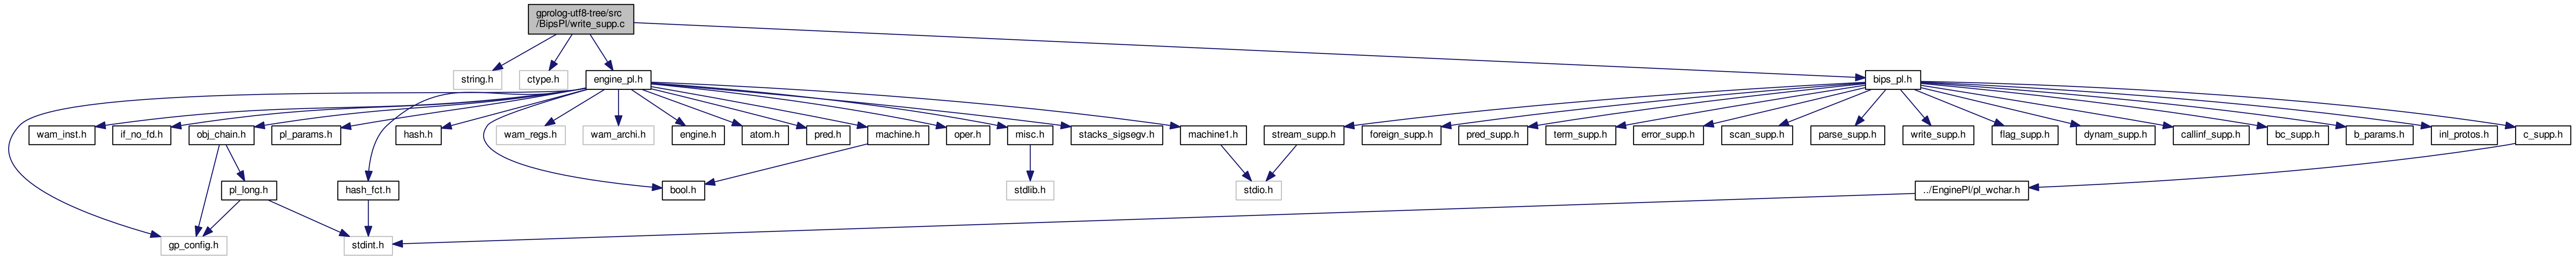 gprolog-utf8-tree/src
/BipsPl/write_supp.c
string.h
ctype.h
engine_pl.h
bips_pl.h
wam_inst.h
if_no_fd.h
obj_chain.h
pl_params.h
hash.h
wam_regs.h
wam_archi.h
engine.h
atom.h
pred.h
machine.h
oper.h
misc.h
stacks_sigsegv.h
machine1.h
stream_supp.h
foreign_supp.h
pred_supp.h
term_supp.h
error_supp.h
scan_supp.h
parse_supp.h
write_supp.h
flag_supp.h
dynam_supp.h
callinf_supp.h
bc_supp.h
b_params.h
inl_protos.h
c_supp.h
pl_long.h
hash_fct.h
bool.h
stdlib.h
stdio.h
../EnginePl/pl_wchar.h
gp_config.h
stdint.h